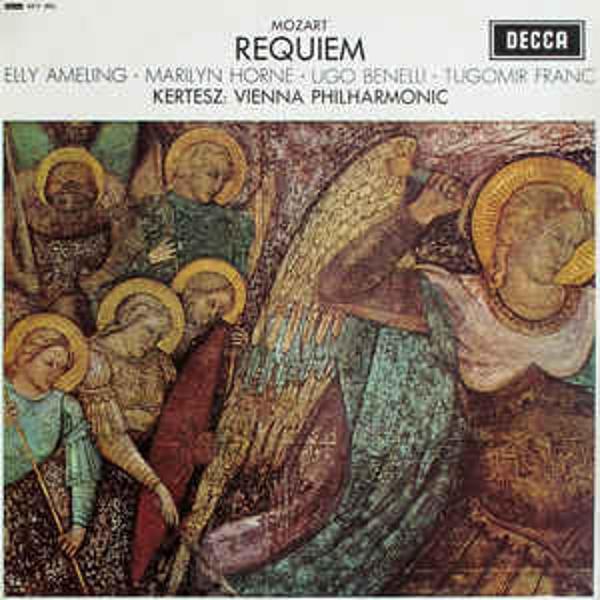 MOZART
REQUIEM
DECCA
ELLY AMELING · MARILYN HORNE · UGO BENELLI · TUGOMIR FRANC
KERTESZ: VIENNA PHILHARMONIC